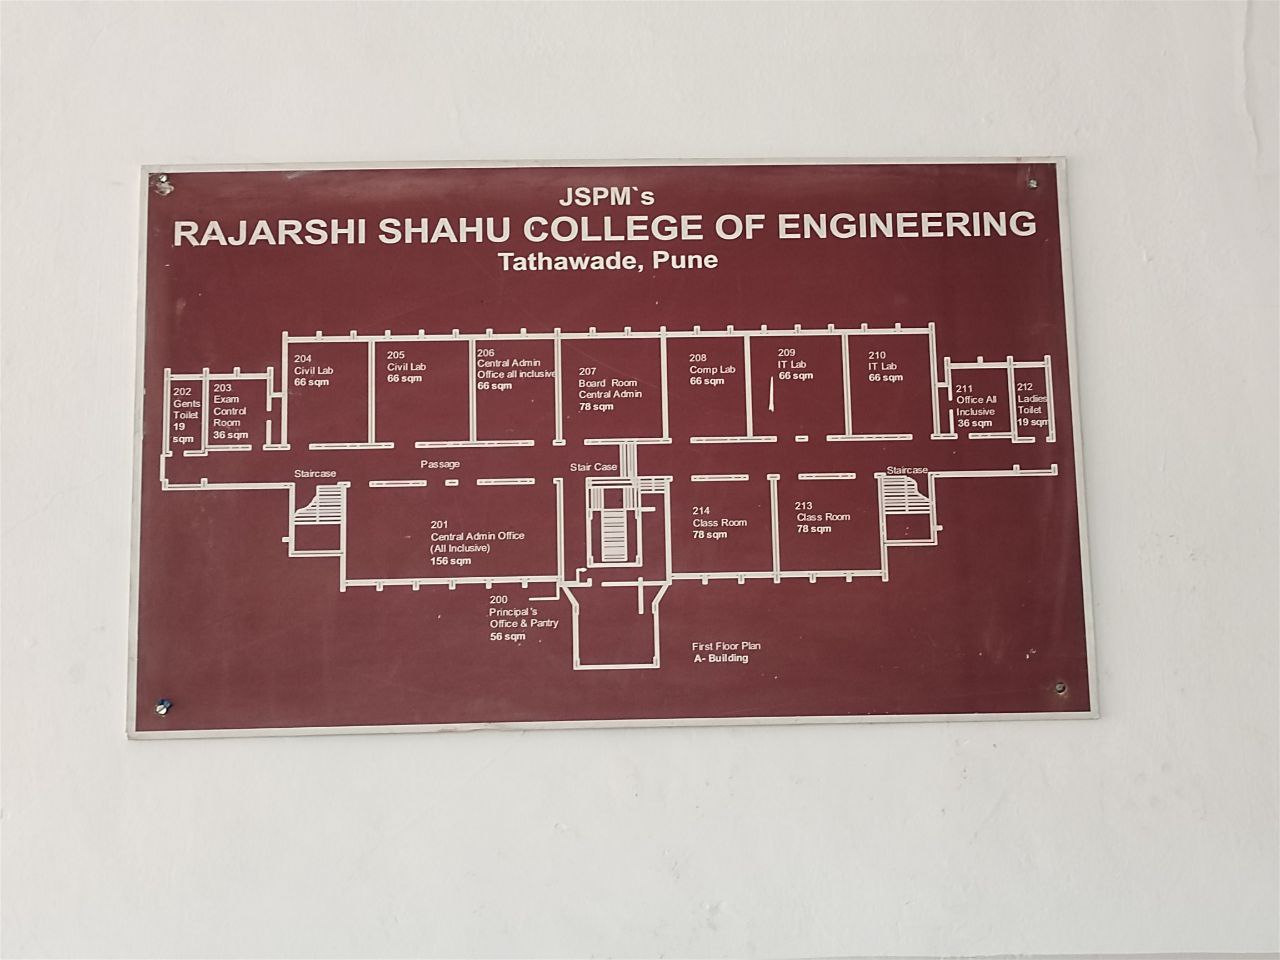 JSPM`s
RAJARSHI SHAHU COLLEGE OF ENGINEERING
Tathawade, Pune
202
Gents
Toilet
19
sqm
203
Exam
Control
Room
36 sqm
204
Civil Lab
66 sqm
205
Civil Lab
66 sqm
206
Central Admin
Office all inclusive
66 sqm
207
Board Room
Central Admin
78 sqm
208
Comp Lab
66 sqm
209
IT Lab
66 sqm
210
IT Lab
66 sqm
211
Office All
Inclusive
36 sqm
212
Ladies
Toilet
19 sqm
Staircase
Passage
Stair Case
Staircase
201
Central Admin Office
(All Inclusive)
156 sqm
214
Class Room
78 sqm
213
Class Room
78 sqm
200
Principal's
Office & Pantry
56 sqm
First Floor Plan
A- Building